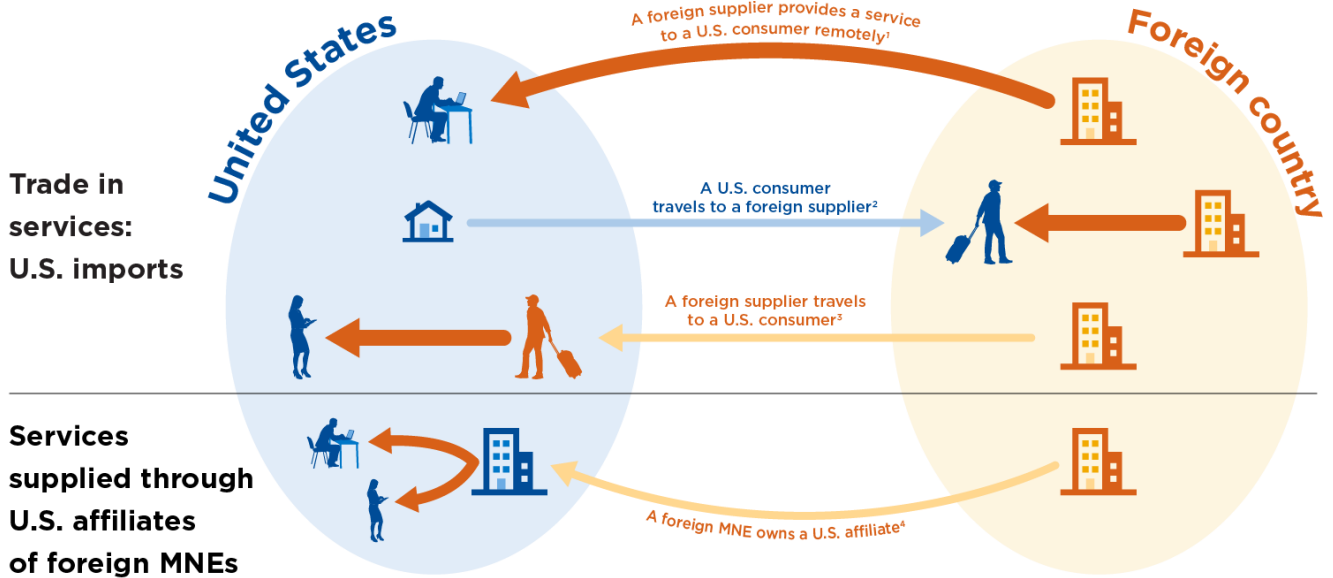 United States
Foreign country
A foreign supplier provides a service
to a U.S. consumer remotely¹
Trade in
services:
U.S. imports
A U.S. consumer
travels to a foreign supplier²
A foreign supplier travels
to a U.S. consumer³
Services
supplied through
U.S. affiliates
of foreign MNEs
A foreign MNE owns a U.S. affiliate⁴